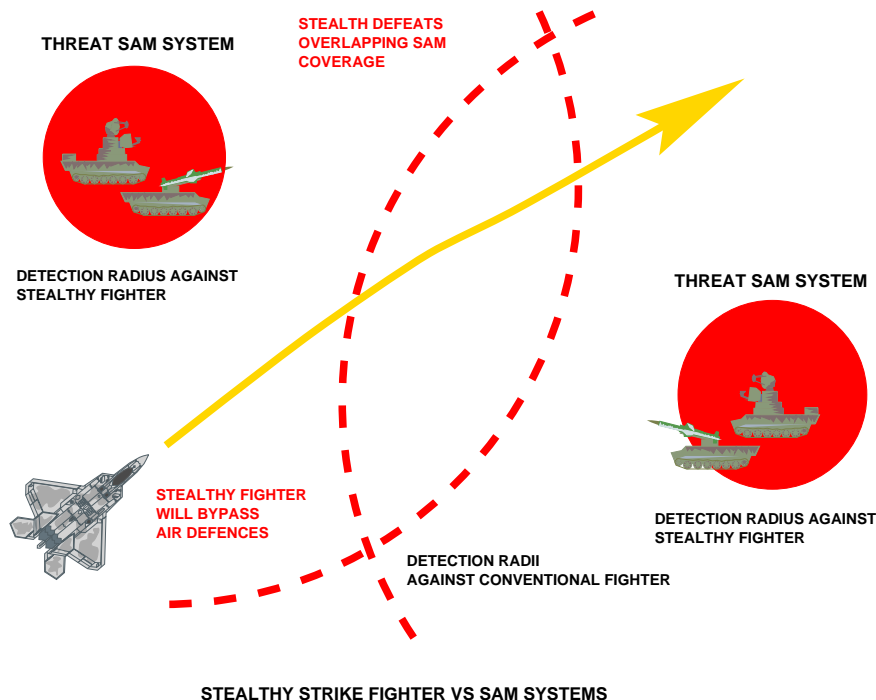 STEALTH DEFEATS
OVERLAPPING SAM
COVERAGE
THREAT SAM SYSTEM
DETECTION RADIUS AGAINST
STEALTHY FIGHTER
THREAT SAM SYSTEM
STEALTHY FIGHTER
WILL BYPASS
AIR DEFENCES
DETECTION RADIUS AGAINST
STEALTHY FIGHTER
DETECTION RADII
AGAINST CONVENTIONAL FIGHTER
STEALTHY STRIKE FIGHTER VS SAM SYSTEMS